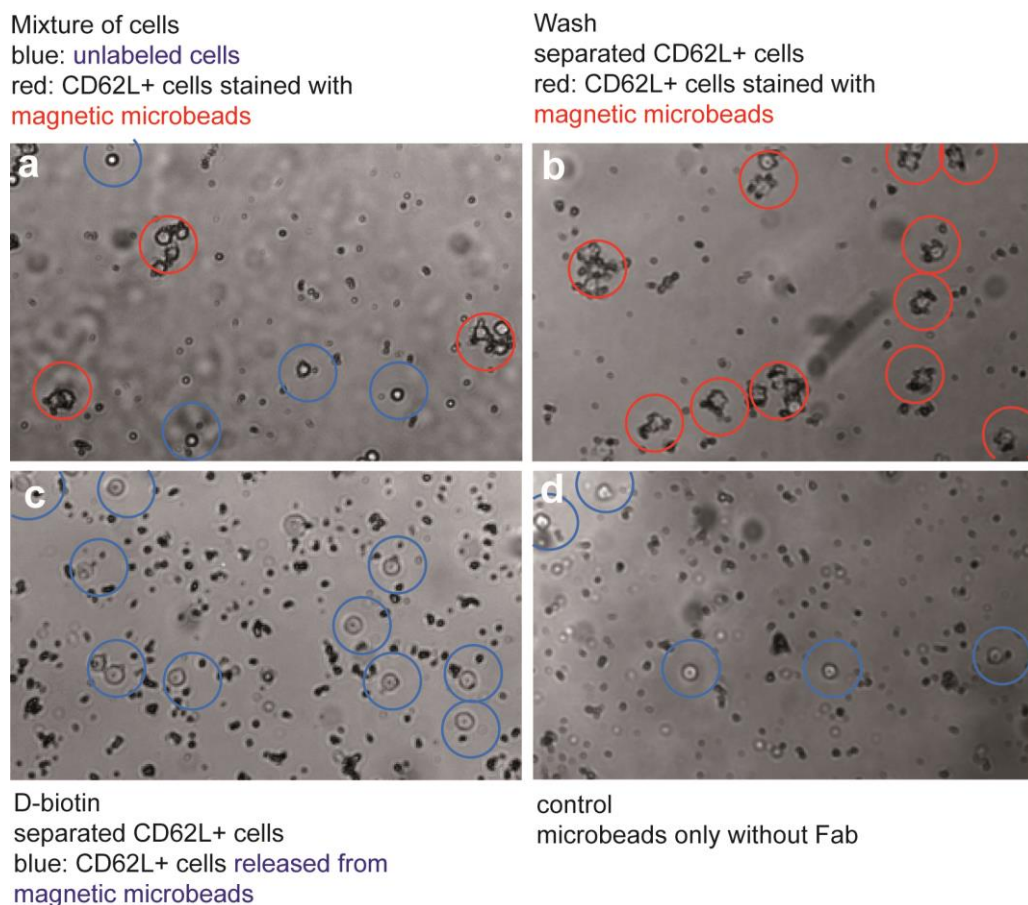 Mixture of cells
blue: unlabeled cells
red: CD62L+ cells stained with
magnetic microbeads
Wash
separated CD62L+ cells
red: CD62L+ cells stained with
magnetic microbeads
a
b
c
d
D-biotin
separated CD62L+ cells
blue: CD62L+ cells released from
magnetic microbeads
control
microbeads only without Fab